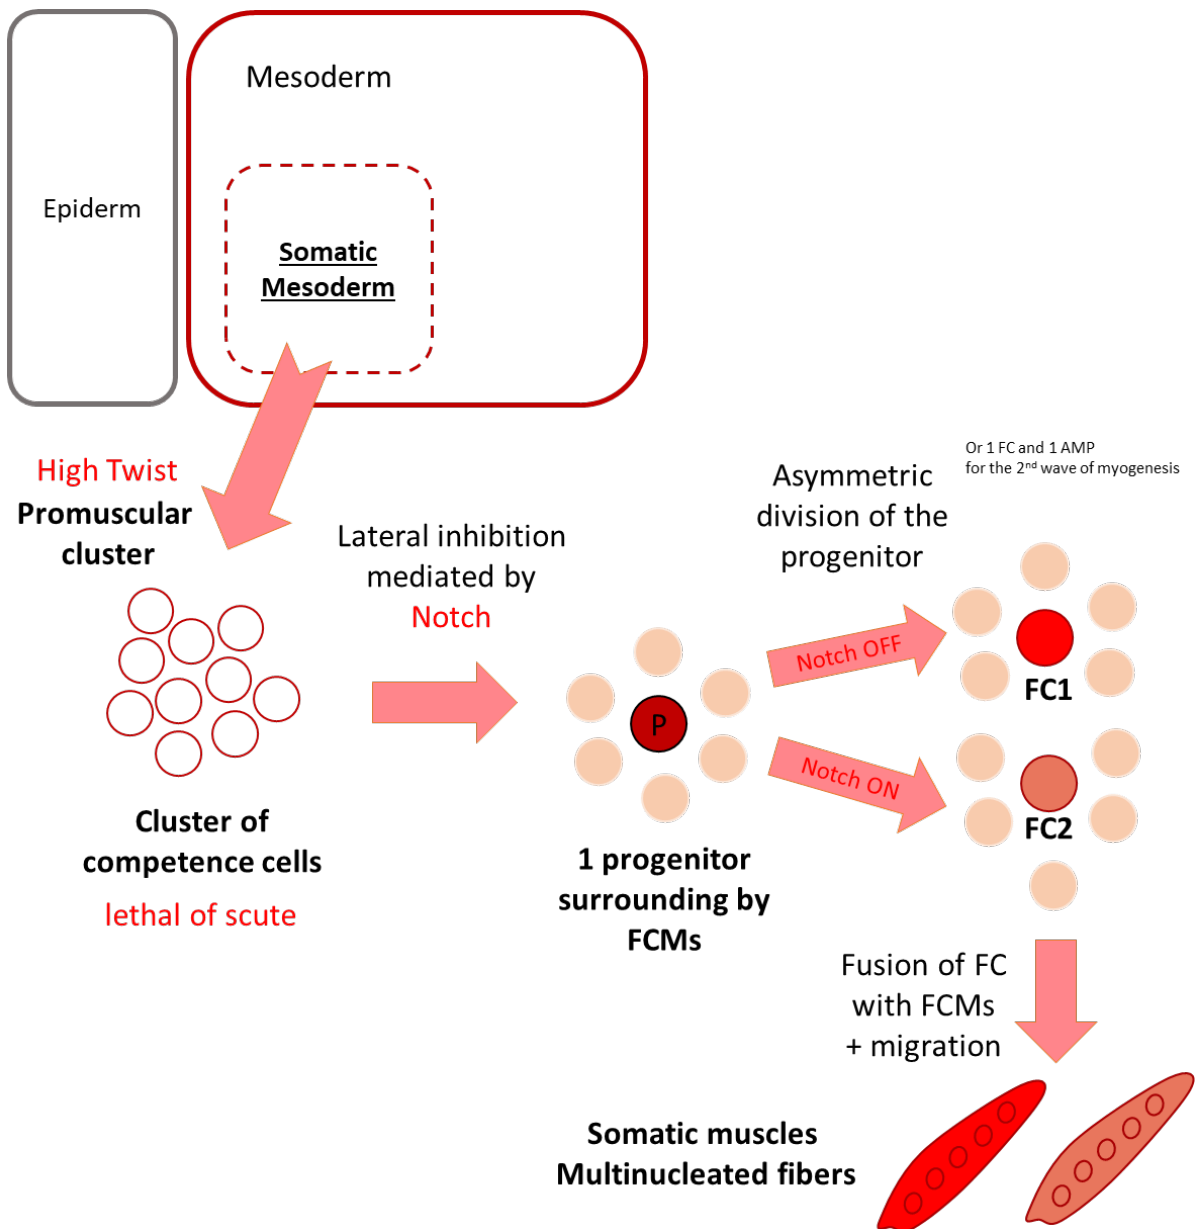 Mesoderm
Epiderm
Somatic
Mesoderm
High Twist
Promuscular
cluster
Lateral inhibition
mediated by
Notch
Cluster of
competence cells
lethal of scute
P
1 progenitor
surrounding by
FCMs
Asymmetric
division of the
progenitor
Or 1 FC and 1 AMP
for the 2nd wave of myogenesis
Notch OFF
FC1
Notch ON
FC2
Fusion of FC
with FCMs
+ migration
Somatic muscles
Multinucleated fibers